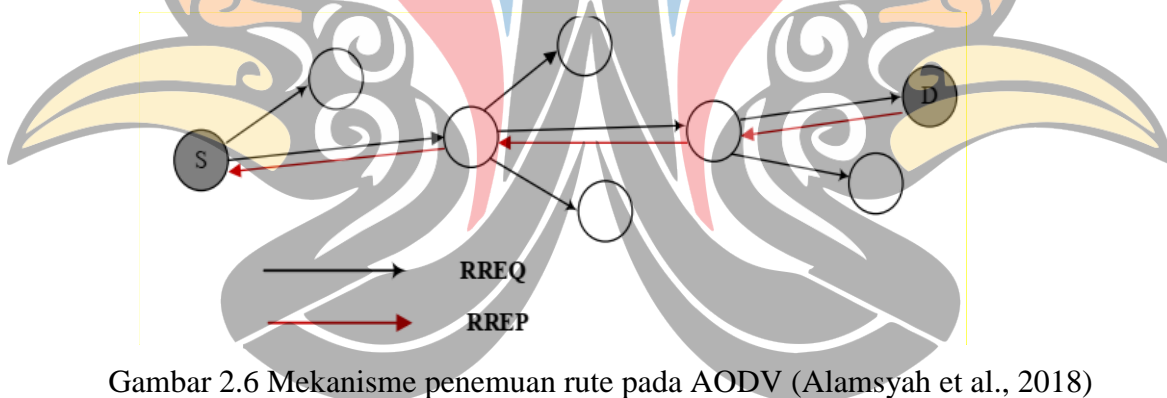 D
S
RREQ
RREP
Gambar 2.6 Mekanisme penemuan rute pada AODV (Alamsyah et al., 2018)